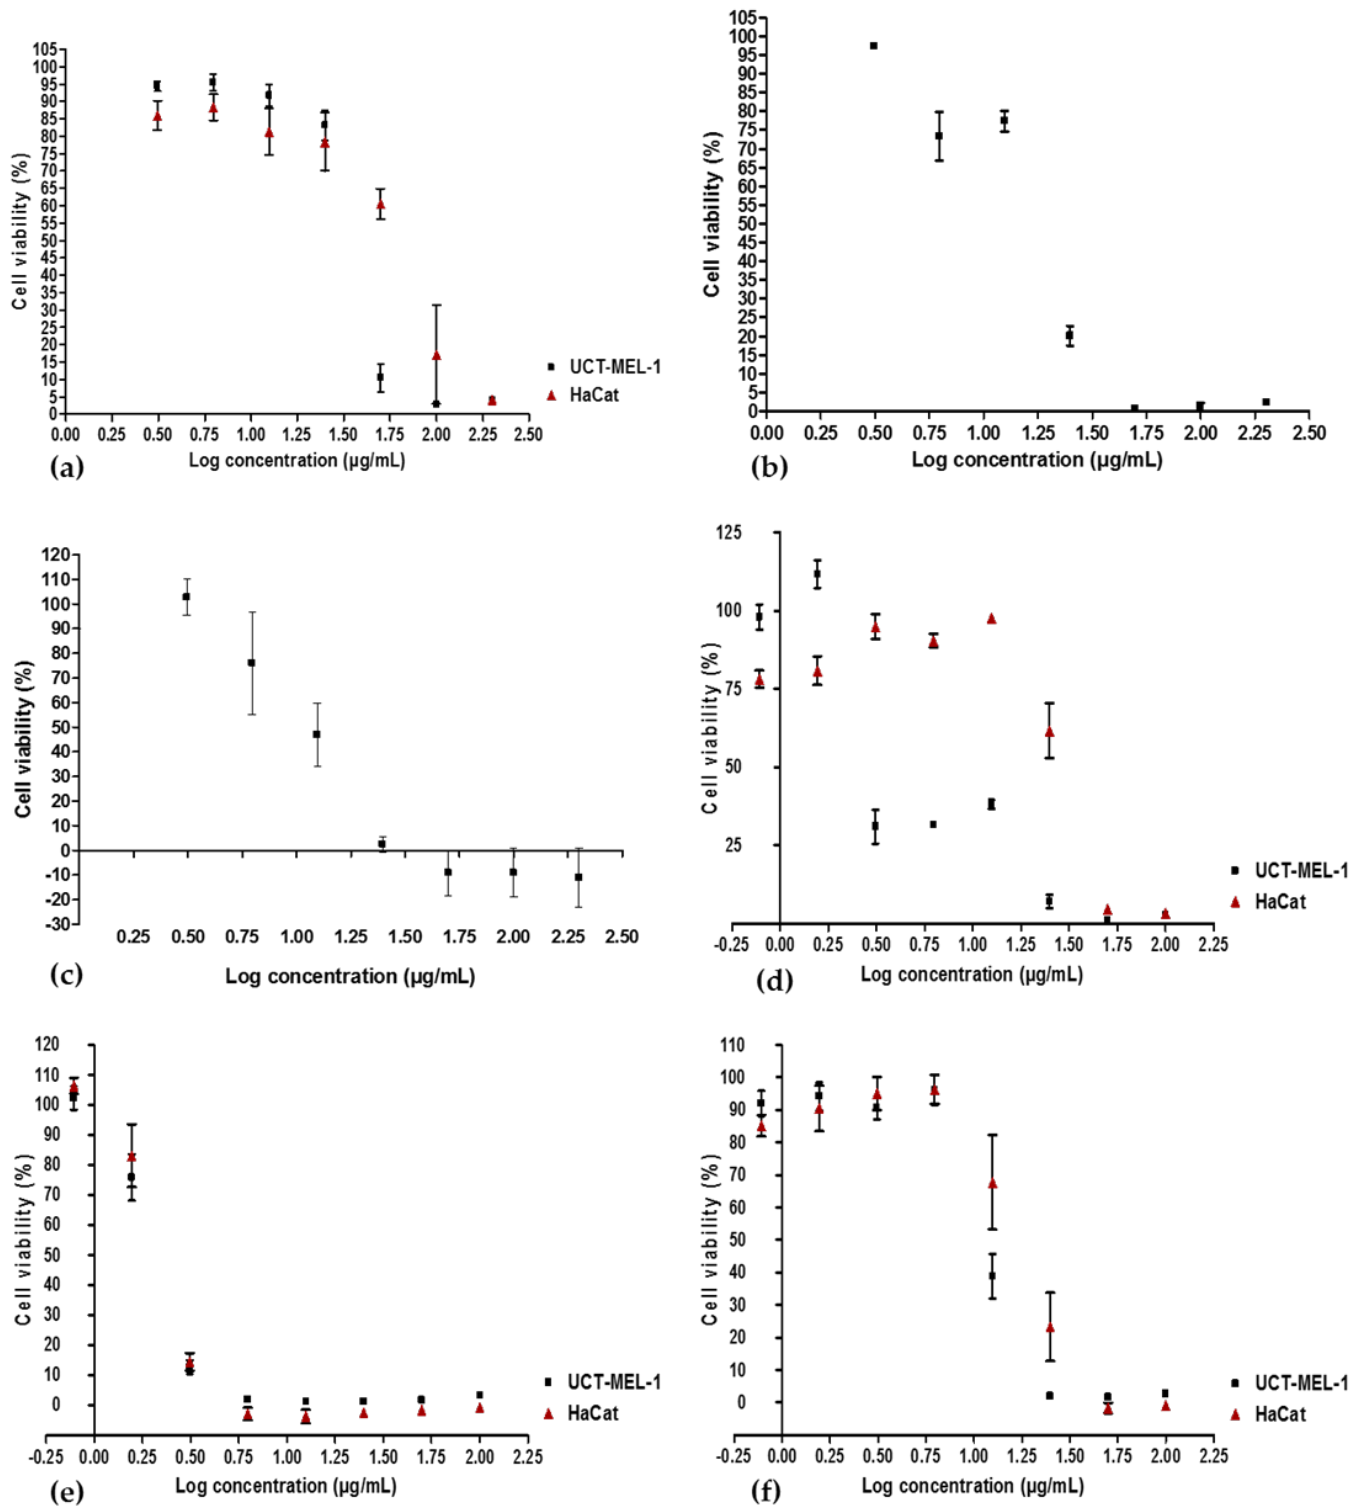 105
100
95
90
85
80
75
70
65
60
55
50
45
40
35
30
25
20
15
10
5
0
Cell viability (%)
0.00 0.25 0.50 0.75 1.00 1.25 1.50 1.75 2.00 2.25 2.50
Log concentration (µg/mL)
UCT-MEL-1
HaCat
(a)
105
100
95
90
85
80
75
70
65
60
55
50
45
40
35
30
25
20
15
10
5
0
Cell viability (%)
0.00 0.25 0.50 0.75 1.00 1.25 1.50 1.75 2.00 2.25 2.50
Log concentration (µg/mL)
(b)
120
110
100
90
80
70
60
50
40
30
20
10
0
-10
-20
-30
Cell viability (%)
0.25 0.50 0.75 1.00 1.25 1.50 1.75 2.00 2.25 2.50
Log concentration (µg/mL)
(c)
125
100
75
50
25
Cell viability (%)
-0.25 0.00 0.25 0.50 0.75 1.00 1.25 1.50 1.75 2.00 2.25
Log concentration (µg/mL)
UCT-MEL-1
HaCat
(d)
120
110
100
90
80
70
60
50
40
30
20
10
0
Cell viability (%)
-0.25 0.00 0.25 0.50 0.75 1.00 1.25 1.50 1.75 2.00 2.25
Log concentration (µg/mL)
UCT-MEL-1
HaCat
(e)
110
100
90
80
70
60
50
40
30
20
10
0
Cell viability (%)
-0.25 0.00 0.25 0.50 0.75 1.00 1.25 1.50 1.75 2.00 2.25
Log concentration (µg/mL)
UCT-MEL-1
HaCat
(f)